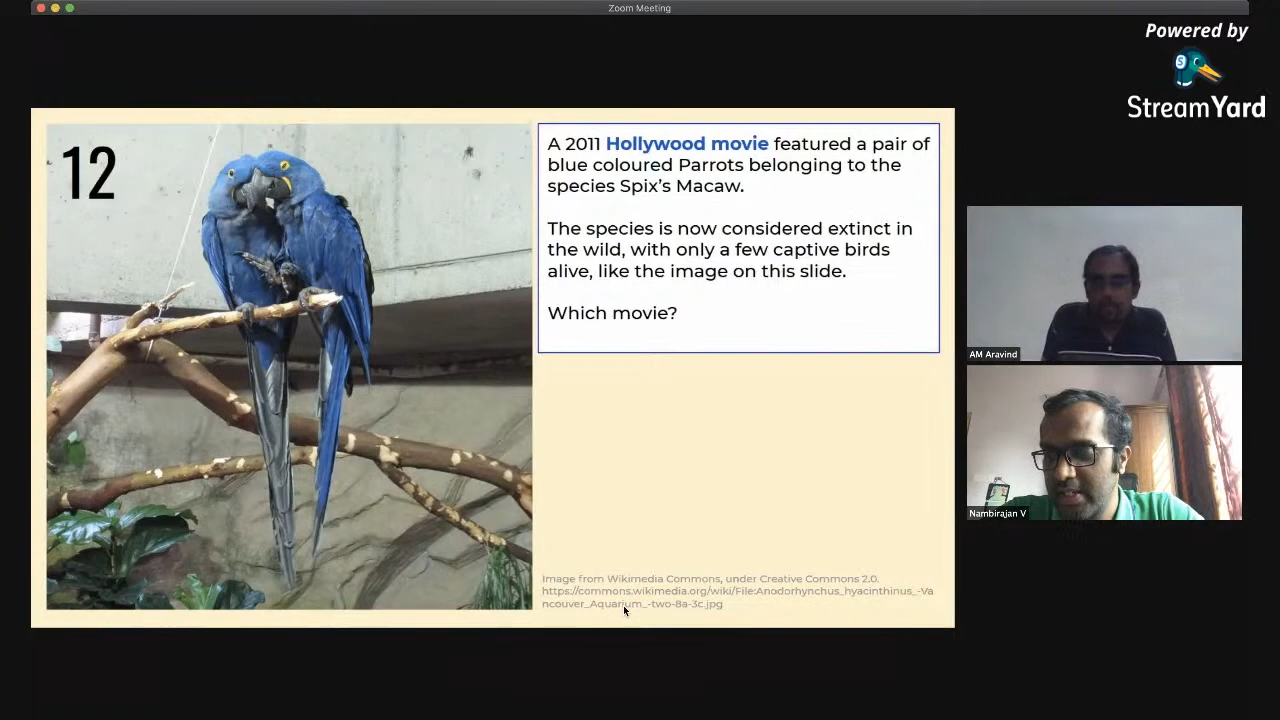 Zoom Meeting
Powered by
StreamYard
12
A 2011 Hollywood movie featured a pair of
blue coloured Parrots belonging to the
species Spix's Macaw.
The species is now considered extinct in
the wild, with only a few captive birds
alive, like the image on this slide.
Which movie?
Image from Wikimedia Commons, under Creative Commons 2.0.
https://commons.wikimedia.org/wiki/File:Anodorhynchus_hyacinthinus_-Va
ncouver_Aquarium_-two-8a-3c.jpg
AM Aravind
Nambirajan V